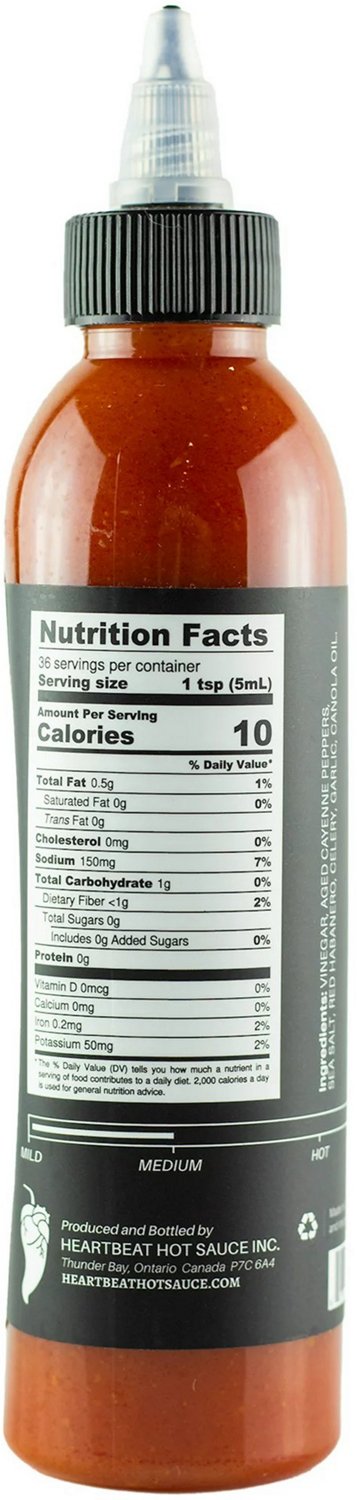 Nutrition Facts
36 servings per container
Serving size 1 tsp (5mL)
Amount Per Serving
Calories 10
% Daily Value*
Total Fat 0.5g 1%
Saturated Fat 0g 0%
Trans Fat 0g
Cholesterol 0mg 0%
Sodium 150mg 7%
Total Carbohydrate 1g 0%
Dietary Fiber <1g 2%
Total Sugars 0g
Includes 0g Added Sugars 0%
Protein 0g
Vitamin D 0mcg 0%
Calcium 0mg 0%
Iron 0.2mg 2%
Potassium 50mg 2%
*The % Daily Value (DV) tells you how much a nutrient in a
serving of food contributes to a daily diet. 2,000 calories a day
is used for general nutrition advice.
Ingredients: VINEGAR, AGED CAYENNE PEPPERS,
SEA SALT, RED HABANERO, CELERY, GARLIC, CANOLA OIL.
MILD
MEDIUM
HOT
Produced and Bottled by
HEARTBEAT HOT SAUCE INC.
Thunder Bay, Ontario Canada P7C 6A4
HEARTBEATHOTSAUCE.COM